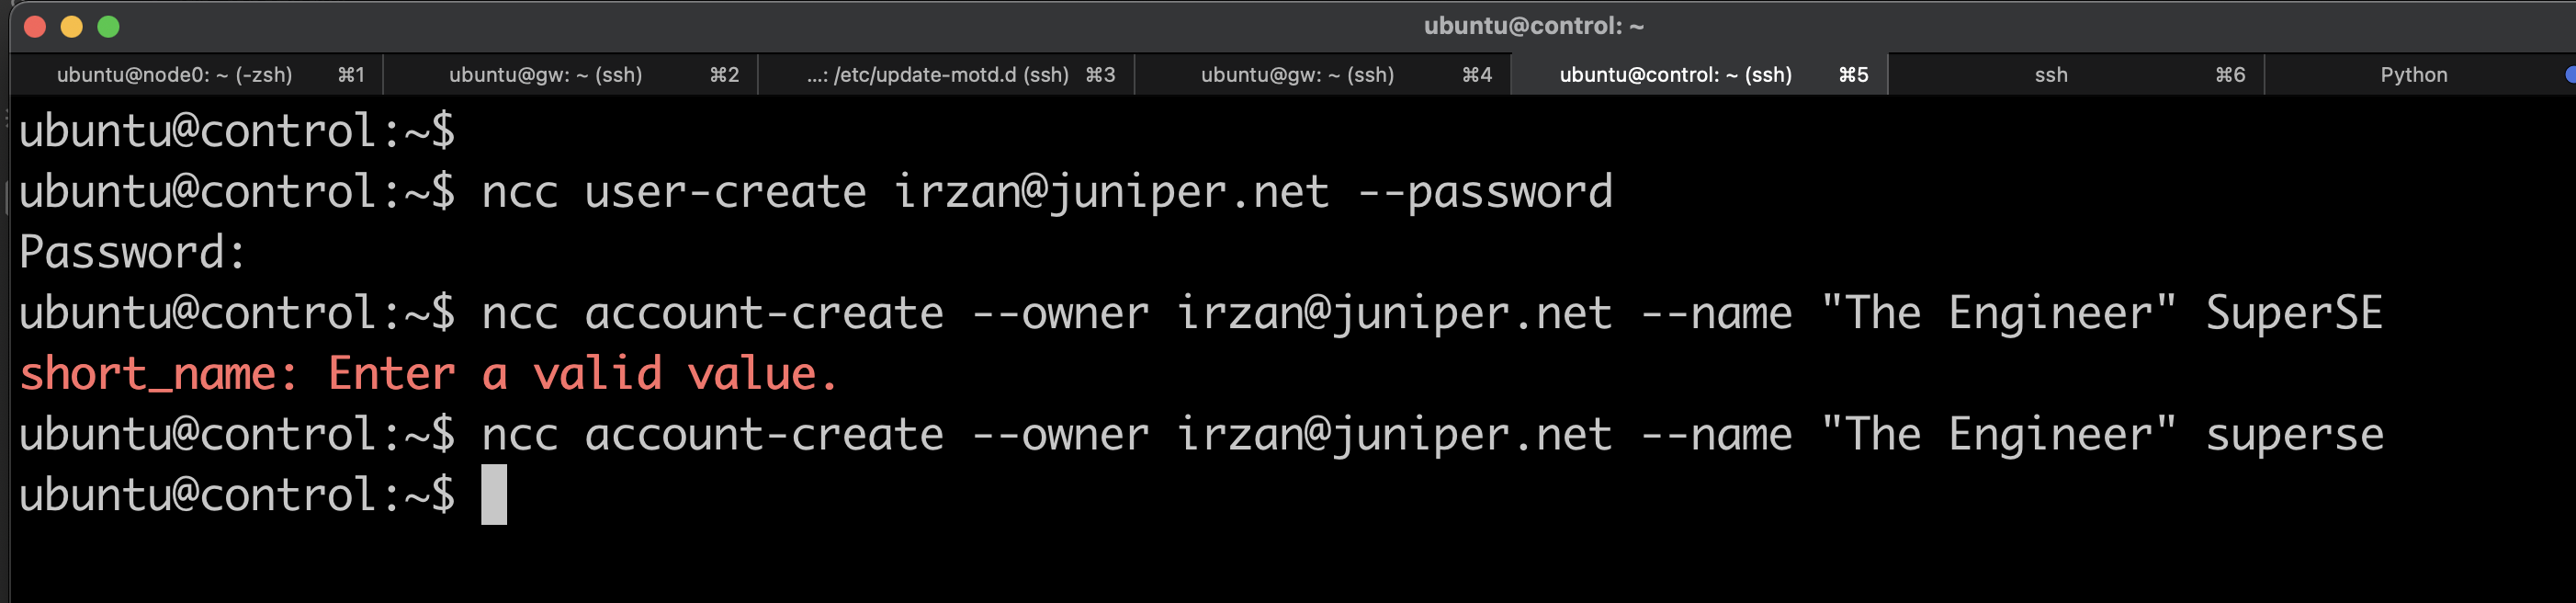 ubuntu@control: ~
ubuntu@node0: ~ (-zsh) ⌘1 ubuntu@gw: ~ (ssh) ⌘2 ...: /etc/update-motd.d (ssh) ⌘3 ubuntu@gw: ~ (ssh) ⌘4 ubuntu@control: ~ (ssh) ⌘5 ssh ⌘6 Python
ubuntu@control:~$
ubuntu@control:~$ ncc user-create irzan@juniper.net --password
Password:
ubuntu@control:~$ ncc account-create --owner irzan@juniper.net --name "The Engineer" SuperSE
short_name: Enter a valid value.
ubuntu@control:~$ ncc account-create --owner irzan@juniper.net --name "The Engineer" superse
ubuntu@control:~$